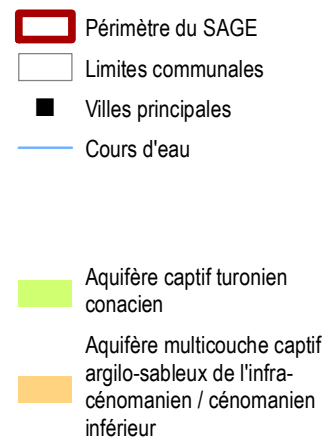 Périmètre du SAGE
Limites communales
Villes principales
Cours d'eau
Aquifère captif turonien
conacien
Aquifère multicouche captif
argilo-sableux de l'infra-
cénomanien / cénomanien
inférieur